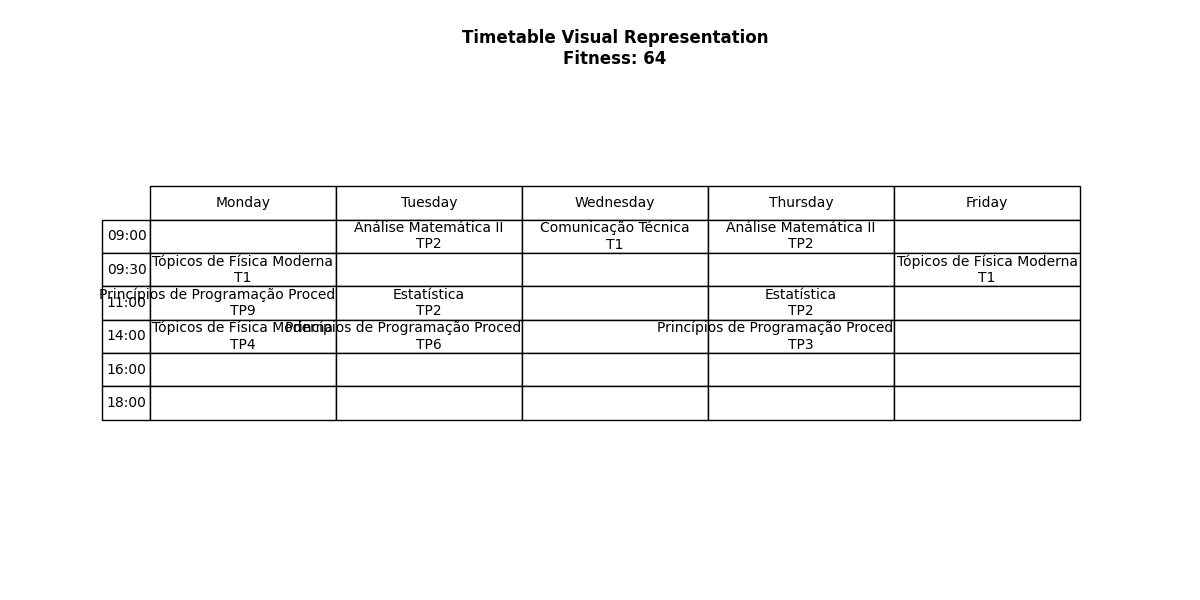 Timetable Visual Representation
Fitness: 64
Monday Tuesday Wednesday Thursday Friday
09:00 Análise Matemática II TP2 Comunicação Técnica T1 Análise Matemática II TP2
09:30 Tópicos de Física Moderna T1 Tópicos de Física Moderna T1
11:00 Princípios de Programação Proced TP9 Estatística TP2 Estatística TP2
14:00 Tópicos de Física Moderna TP4 Princípios de Programação Proced TP6 Princípios de Programação Proced TP3
16:00
18:00